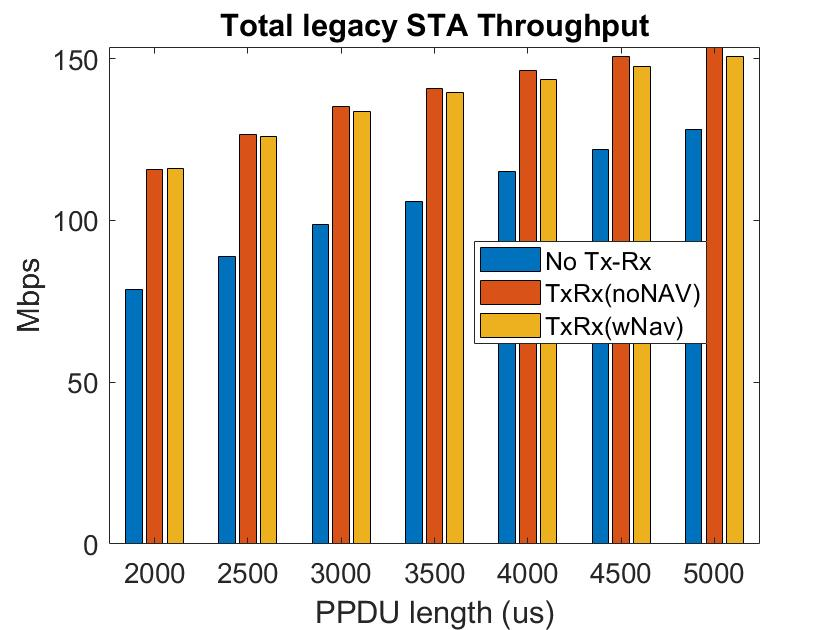 Total legacy STA Throughput
150
100
50
0
Mbps
No Tx-Rx
TxRx(noNAV)
TxRx(wNav)
2000 2500 3000 3500 4000 4500 5000
PPDU length (us)